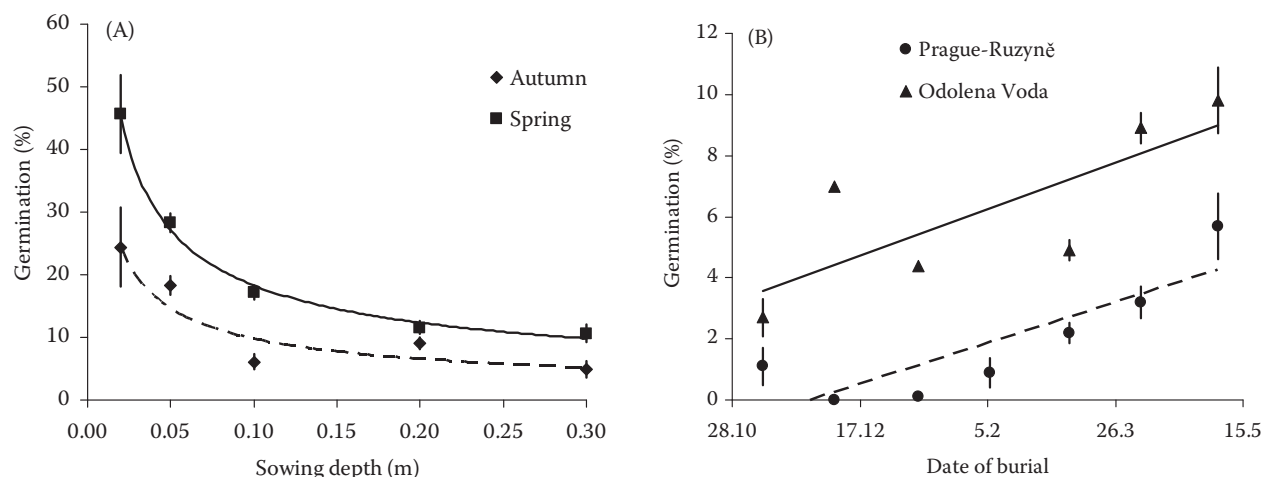 (A)
60
50
40
30
20
10
0
Germination (%)
Autumn
Spring
0.00 0.05 0.10 0.15 0.20 0.25 0.30
Sowing depth (m)
(B)
12
10
8
6
4
2
0
Germination (%)
Prague-Ruzyně
Odolena Voda
28.10 17.12 5.2 26.3 15.5
Date of burial